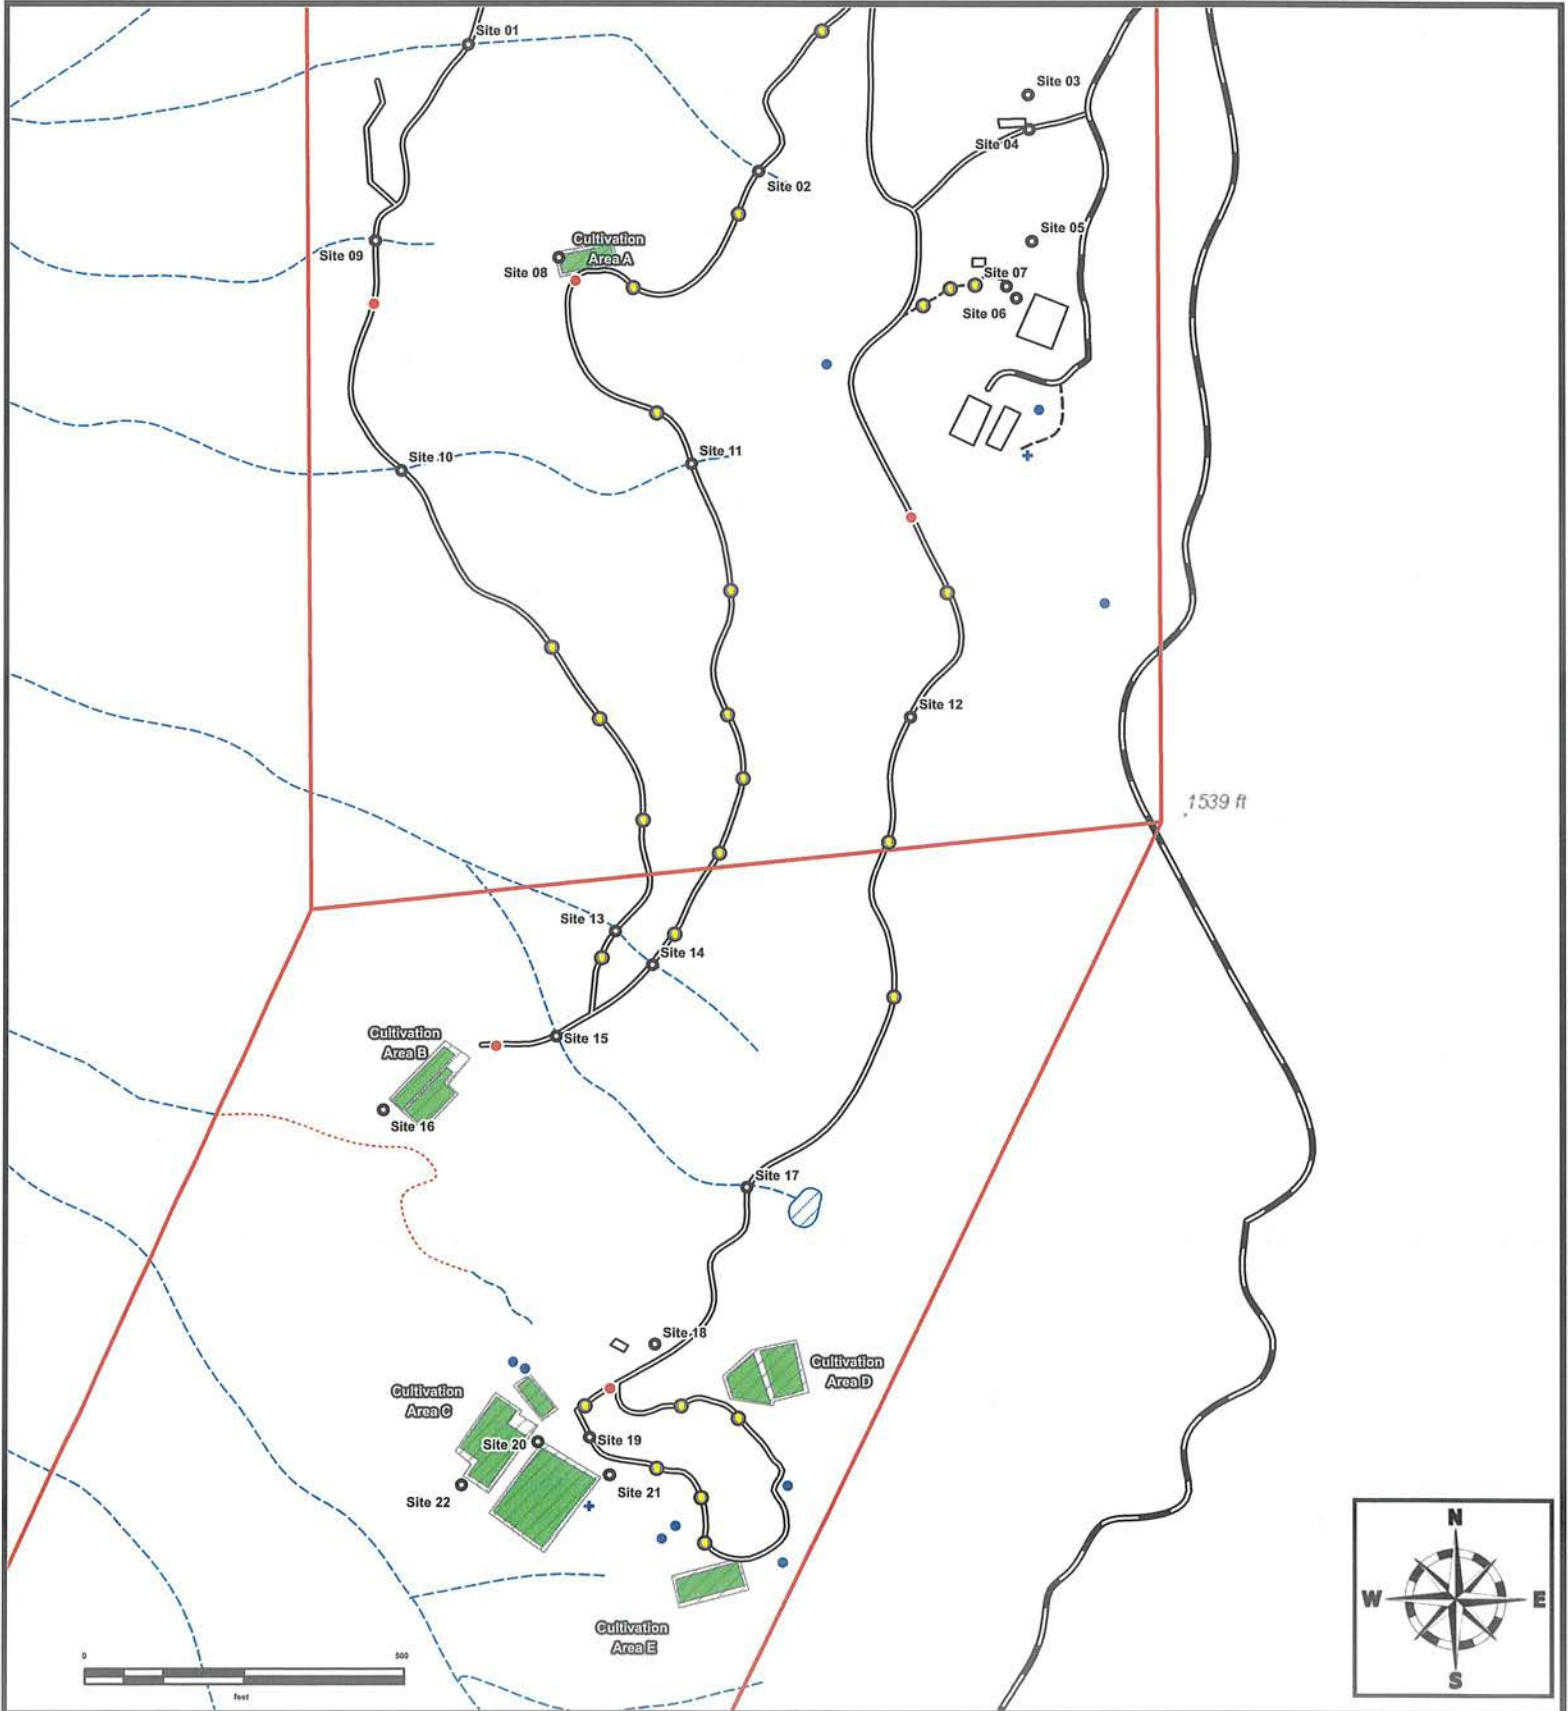 Site 01
Site 03
Site 04
Site 02
Site 05
Cultivation
Area A
Site 09
Site 08
Site 07
Site 06
Site 10
Site 11
Site 12
1539 ft
Site 13
Site 14
Cultivation
Area B
Site 15
Site 16
Site 17
Site 18
Cultivation
Area D
Cultivation
Area C
Site 20
Site 19
Site 21
Site 22
Cultivation
Area E
0 500
feet
N
W E
S